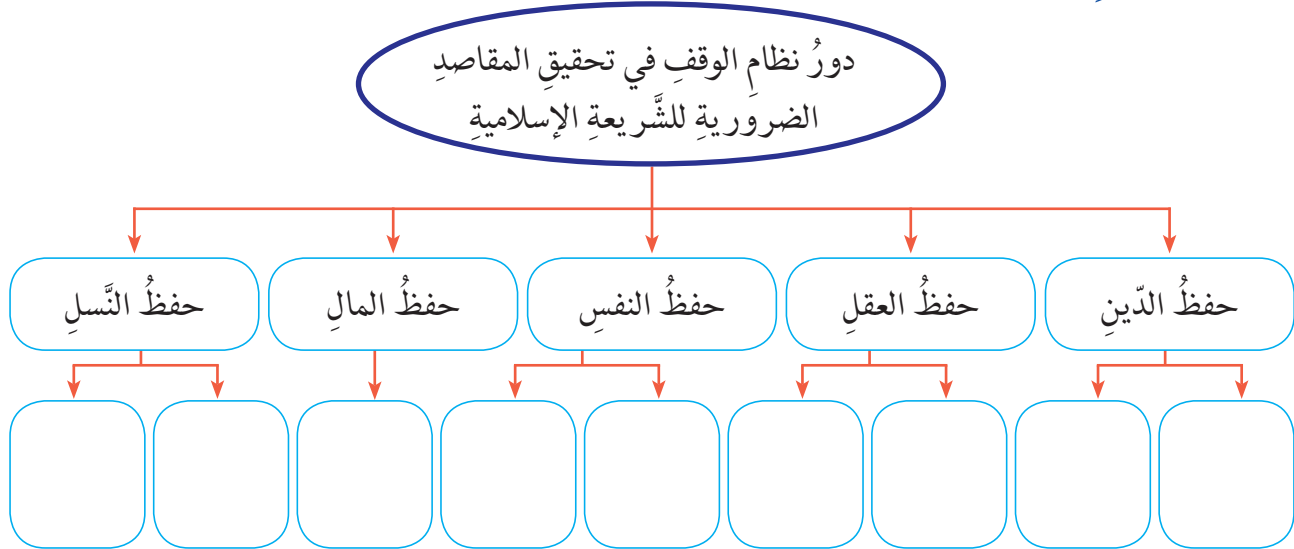 دورُ نظامِ الوقفِ في تحقيقِ المقاصدِ
الضروريةِ للشَّريعةِ الإسلاميةِ
حفظُ الدّينِ
حفظُ العقلِ
حفظُ النفسِ
حفظُ المالِ
حفظُ النَّسلِ